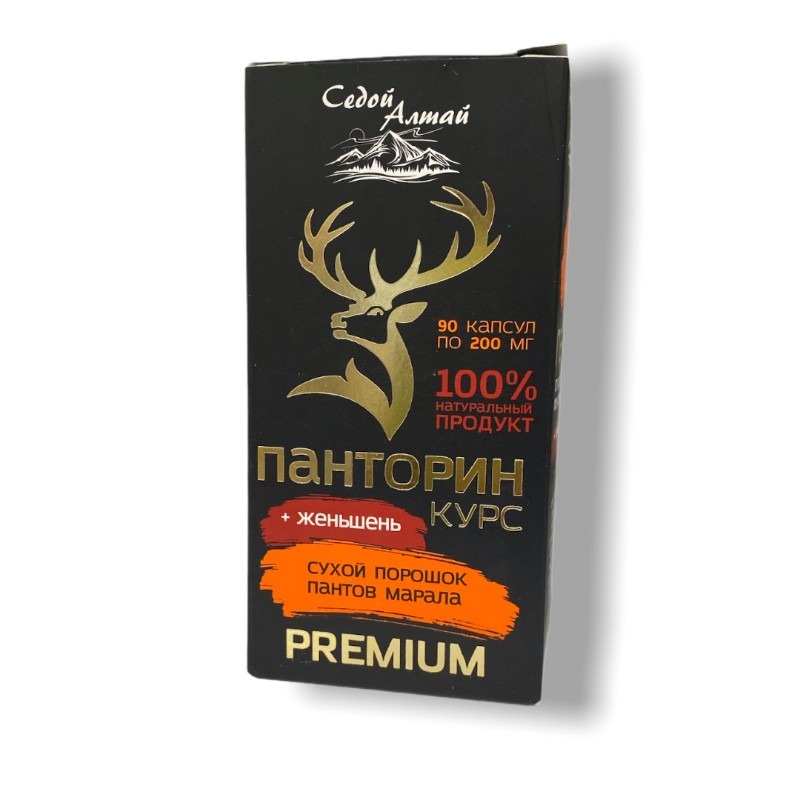 Седой
Алтай
90 КАПСУЛ
ПО 200 МГ
100%
НАТУРАЛЬНЫЙ
ПРОДУКТ
ПАНТОРИН
КУРС
+ ЖЕНЬШЕНЬ
СУХОЙ ПОРОШОК
ПАНТОВ МАРАЛА
PREMIUM